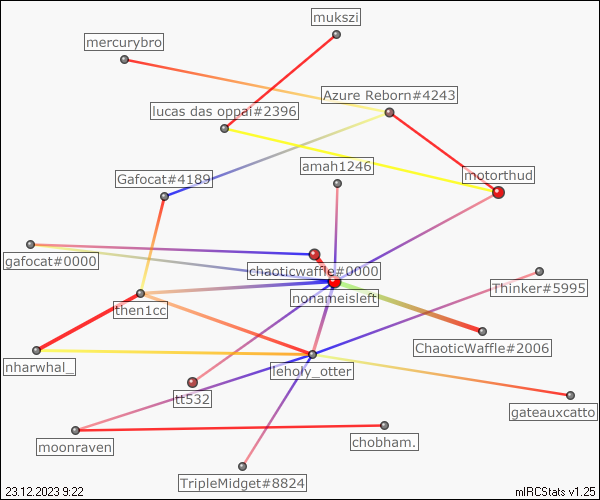 mukszi
mercurybro
Azure Reborn#4243
lucas das oppai#2396
amah1246
motorthud
Gafocat#4189
gafocat#0000
chaoticwaffle#0000
nonameisleft
Thinker#5995
then1cc
ChaoticWaffle#2006
nharwhal_
leholy_otter
tt532
gateauxcatto
moonraven
chobham.
TripleMidget#8824
23.12.2023 9:22
mIRCStats v1.25